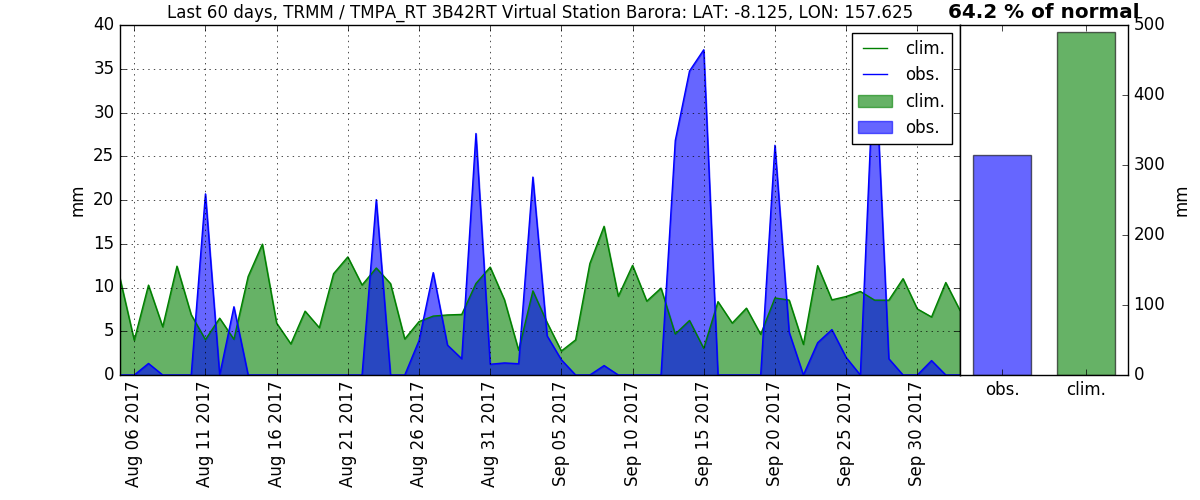 Last 60 days, TRMM / TMPA_RT 3B42RT Virtual Station Barora: LAT: -8.125, LON: 157.625
64.2 % of normal
40
35
30
25
20
15
10
5
0
mm
clim.
obs.
clim.
obs.
500
400
300
200
100
0
mm
obs.
clim.
Aug 06 2017
Aug 11 2017
Aug 16 2017
Aug 21 2017
Aug 26 2017
Aug 31 2017
Sep 05 2017
Sep 10 2017
Sep 15 2017
Sep 20 2017
Sep 25 2017
Sep 30 2017